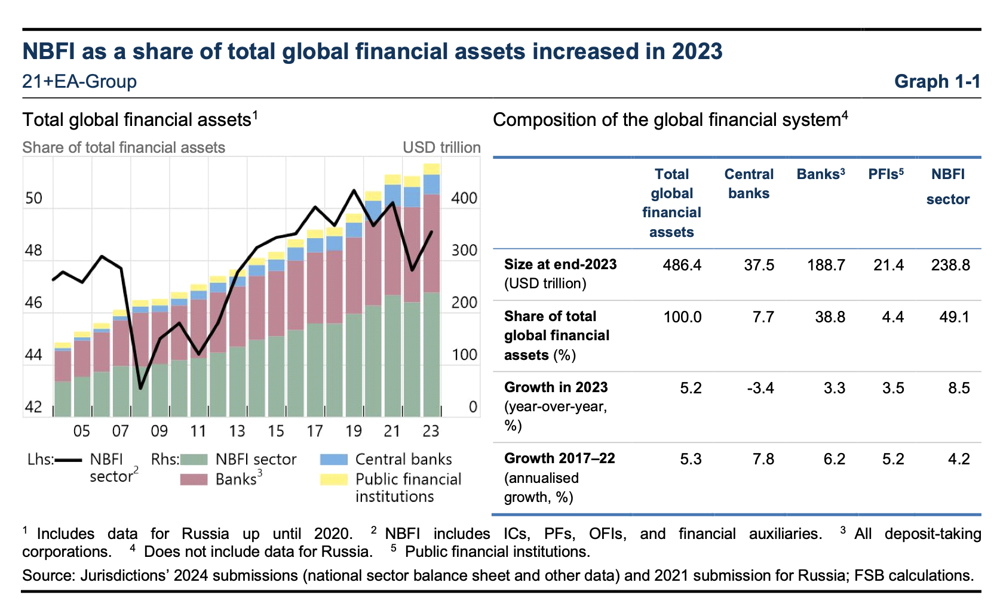 NBFI as a share of total global financial assets increased in 2023
21+EA-Group
Graph 1-1
Total global financial assets¹
Share of total financial assets
USD trillion
50
48
46
44
42
400
300
200
100
0
05 07 09 11 13 15 17 19 21 23
Lhs: NBFI
sector²
Rhs: NBFI sector
Banks³
Central banks
Public financial
institutions
Composition of the global financial system⁴
Total
global
financial
assets
Central
banks
Banks³
PFIs⁵
NBFI
sector
Size at end-2023 486.4 37.5 188.7 21.4 238.8
(USD trillion)
Share of total 100.0 7.7 38.8 4.4 49.1
global financial
assets (%)
Growth in 2023 5.2 -3.4 3.3 3.5 8.5
(year-over-year,
%)
Growth 2017–22 5.3 7.8 6.2 5.2 4.2
(annualised
growth, %)
¹ Includes data for Russia up until 2020. ² NBFI includes ICs, PFs, OFIs, and financial auxiliaries. ³ All deposit-taking
corporations. ⁴ Does not include data for Russia. ⁵ Public financial institutions.
Source: Jurisdictions’ 2024 submissions (national sector balance sheet and other data) and 2021 submission for Russia; FSB calculations.